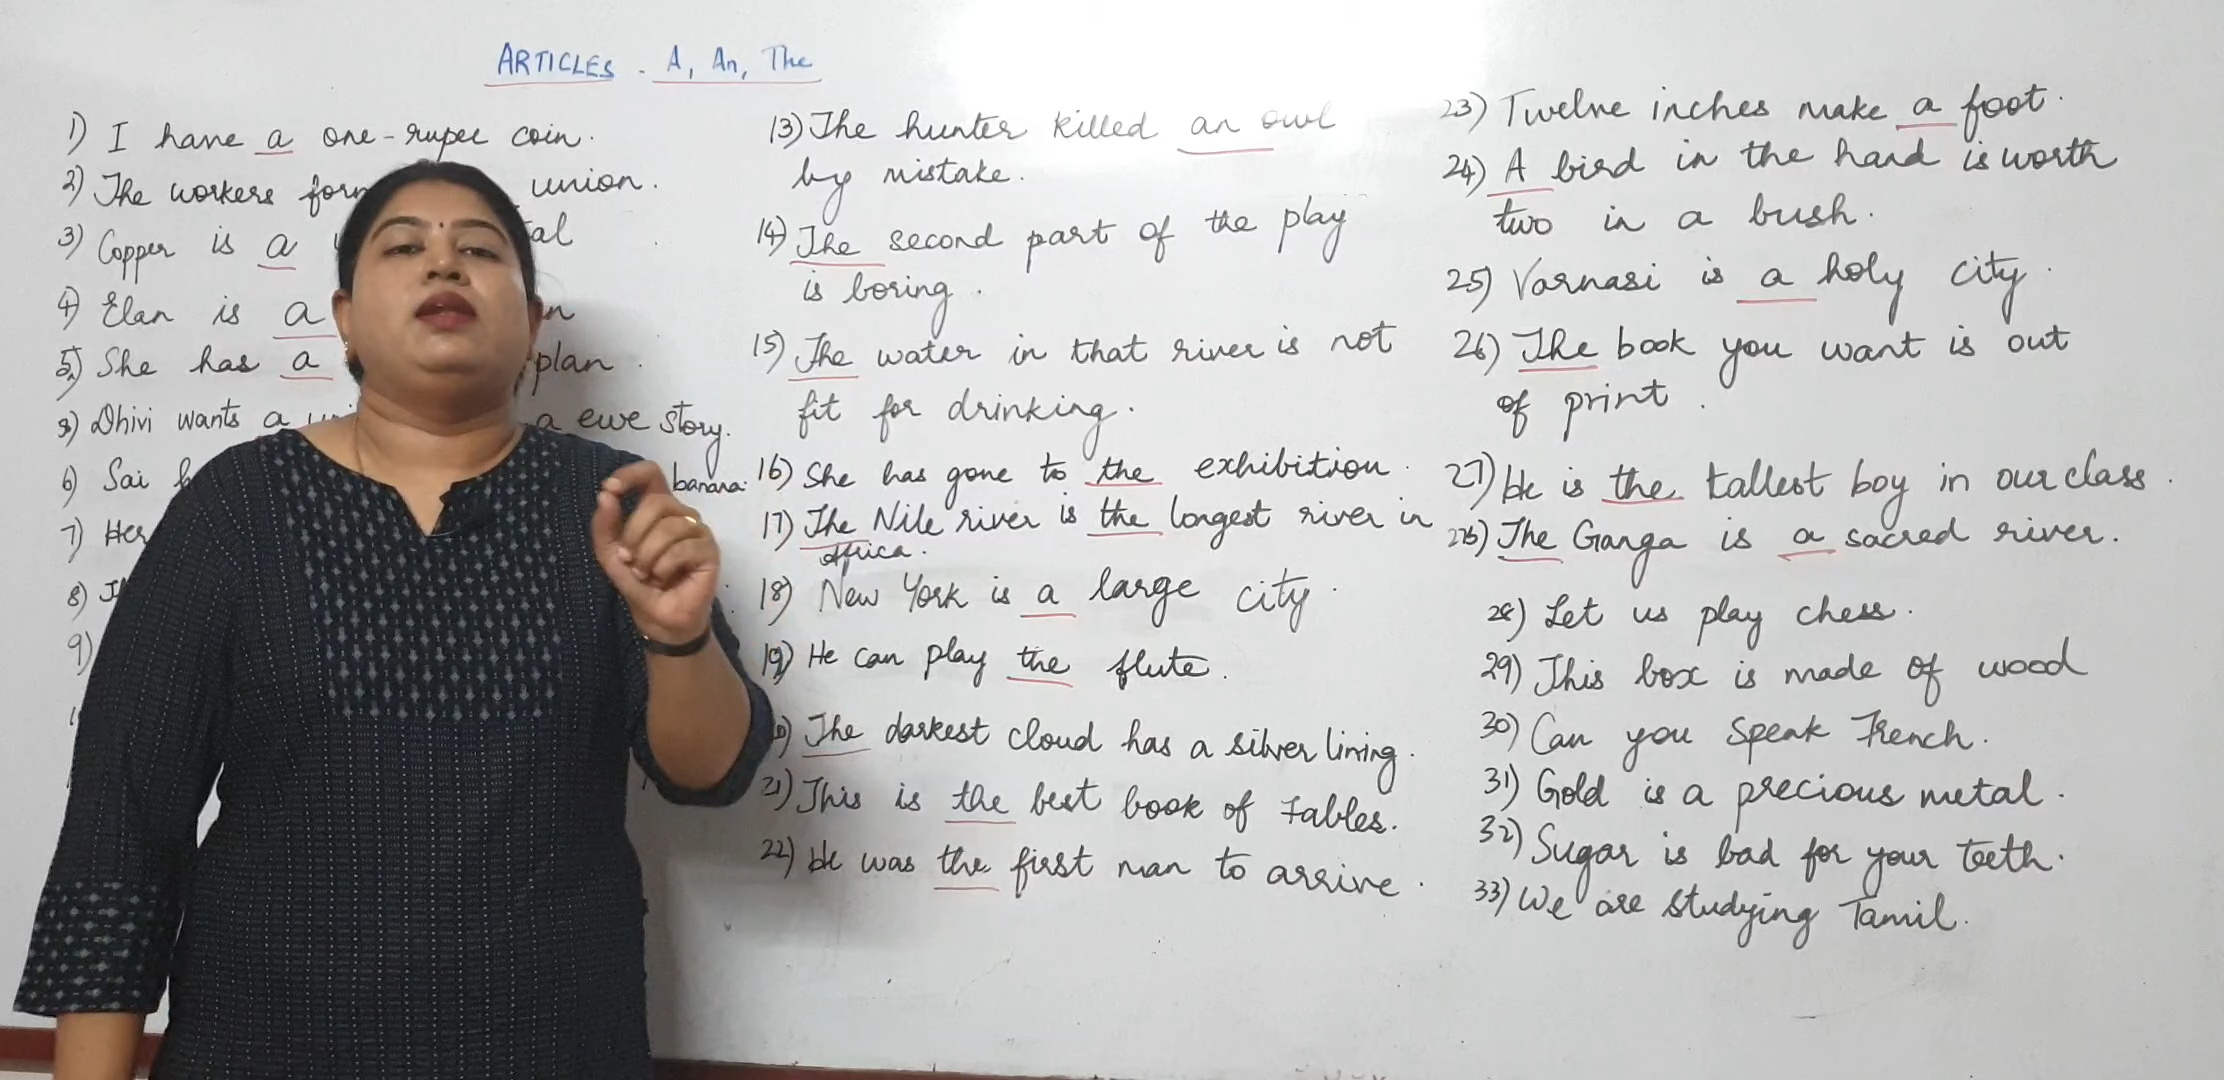 ARTICLES - A, An, The
1) I have a one-rupee coin.
2) The workers form union.
3) Copper is a
4) Elan is a
5) She has a plan.
3) Dhivi wants a a ewe story.
6) Sai banana.
7) Her
8)
9)
13) The hunter killed an owl
by mistake.
14) The second part of the play
is boring.
15) The water in that river is not
fit for drinking.
16) She has gone to the exhibition.
17) The Nile river is the longest river in
Africa.
18) New York is a large city.
19) He can play the flute.
The darkest cloud has a silver lining.
21) This is the best book of Fables.
22) He was the first man to arrive.
23) Twelve inches make a foot.
24) A bird in the hand is worth
two in a bush.
25) Varnasi is a holy city.
26) The book you want is out
of print.
27) He is the tallest boy in our class.
The Ganga is a sacred river.
28) Let us play chess.
29) This box is made of wood
30) Can you speak French.
31) Gold is a precious metal.
32) Sugar is bad for your teeth.
33) We are studying Tamil.